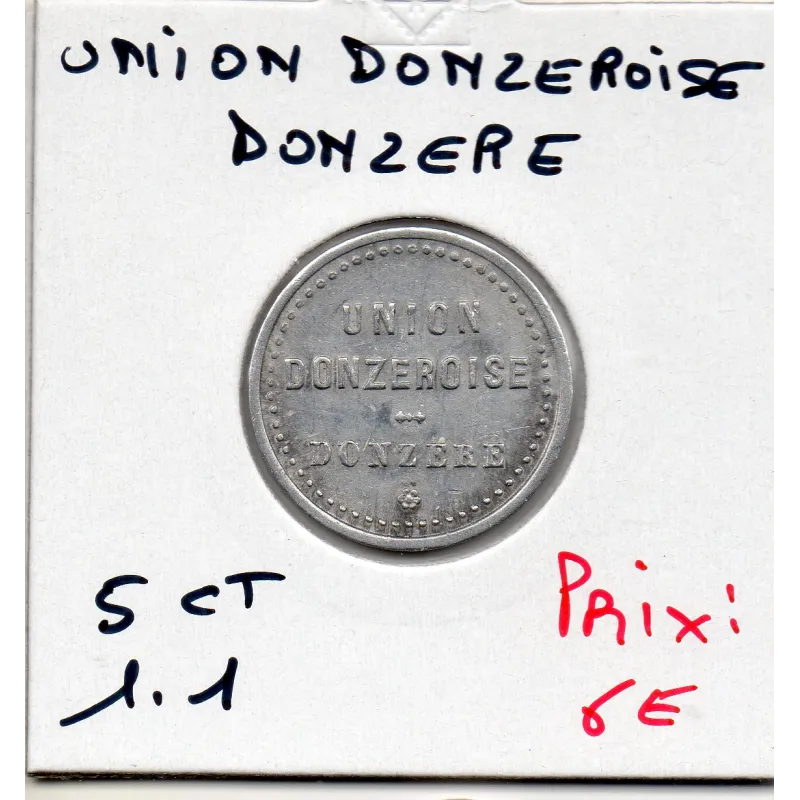 UNION DONZEROISE
DONZERE
UNION
DONZEROISE
DONZÈRE
5 CT
1.1
PRiX:
6E